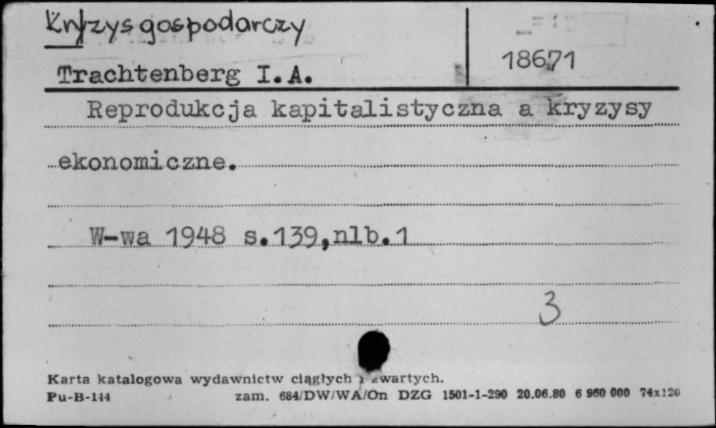 Kryzys gospodarczy
18671
Trachtenberg I.A.
Reprodukcja kapitalistyczna a kryzysy
ekonomiczne.
W-wa 1948 s.139,nlb.1
3
Karta katalogowa wydawnictw ciągłych i zwartych.
Pu-B-144 zam. 684/DW/WA/On DZG 1501-1-290 20.06.80 6 960 000 74x120